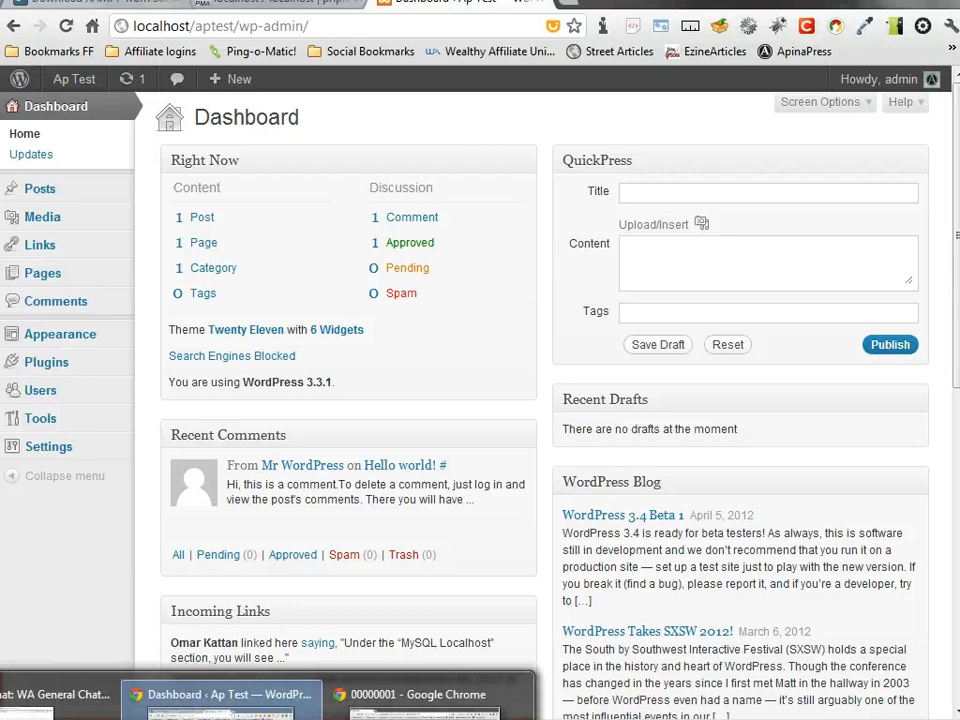 Dashboard ‹ Ap Test — Wor
localhost/aptest/wp-admin/
Bookmarks FF
Affiliate logins
Ping-o-Matic!
Social Bookmarks
Wealthy Affiliate Uni...
Street Articles
EzineArticles
ApinaPress
»
Ap Test
1
New
Howdy, admin
Dashboard
Home
Updates
Posts
Media
Links
Pages
Comments
Appearance
Plugins
Users
Tools
Settings
Collapse menu
Screen Options
Help
Dashboard
Right Now
Content
Discussion
1 Post
1 Comment
1 Page
1 Approved
1 Category
0 Pending
0 Tags
0 Spam
Theme Twenty Eleven with 6 Widgets
Search Engines Blocked
You are using WordPress 3.3.1.
Recent Comments
From Mr WordPress on Hello world! #
Hi, this is a comment.To delete a comment, just log in and
view the post's comments. There you will have ...
All | Pending (0) | Approved | Spam (0) | Trash (0)
Incoming Links
Omar Kattan linked here saying, "Under the “MySQL Localhost”
section, you will see ..."
QuickPress
Title
Upload/Insert
Content
Tags
Save Draft
Reset
Publish
Recent Drafts
There are no drafts at the moment
WordPress Blog
WordPress 3.4 Beta 1 April 5, 2012
WordPress 3.4 is ready for beta testers! As always, this is software
still in development and we don’t recommend that you run it on a
production site — set up a test site just to play with the new version. If
you break it (find a bug), please report it, and if you’re a developer, try
to [...]
WordPress Takes SXSW 2012! March 6, 2012
The South by Southwest Interactive Festival (SXSW) holds a special
place in the history and heart of WordPress. Though the conference
has changed in the years since I first met Matt in the hallway in 2003
— before WordPress even had a name — it’s still arguably one of the
most influential events in our [...]
hat: WA General Chat...
Dashboard ‹ Ap Test — WordPr...
00000001 - Google Chrome